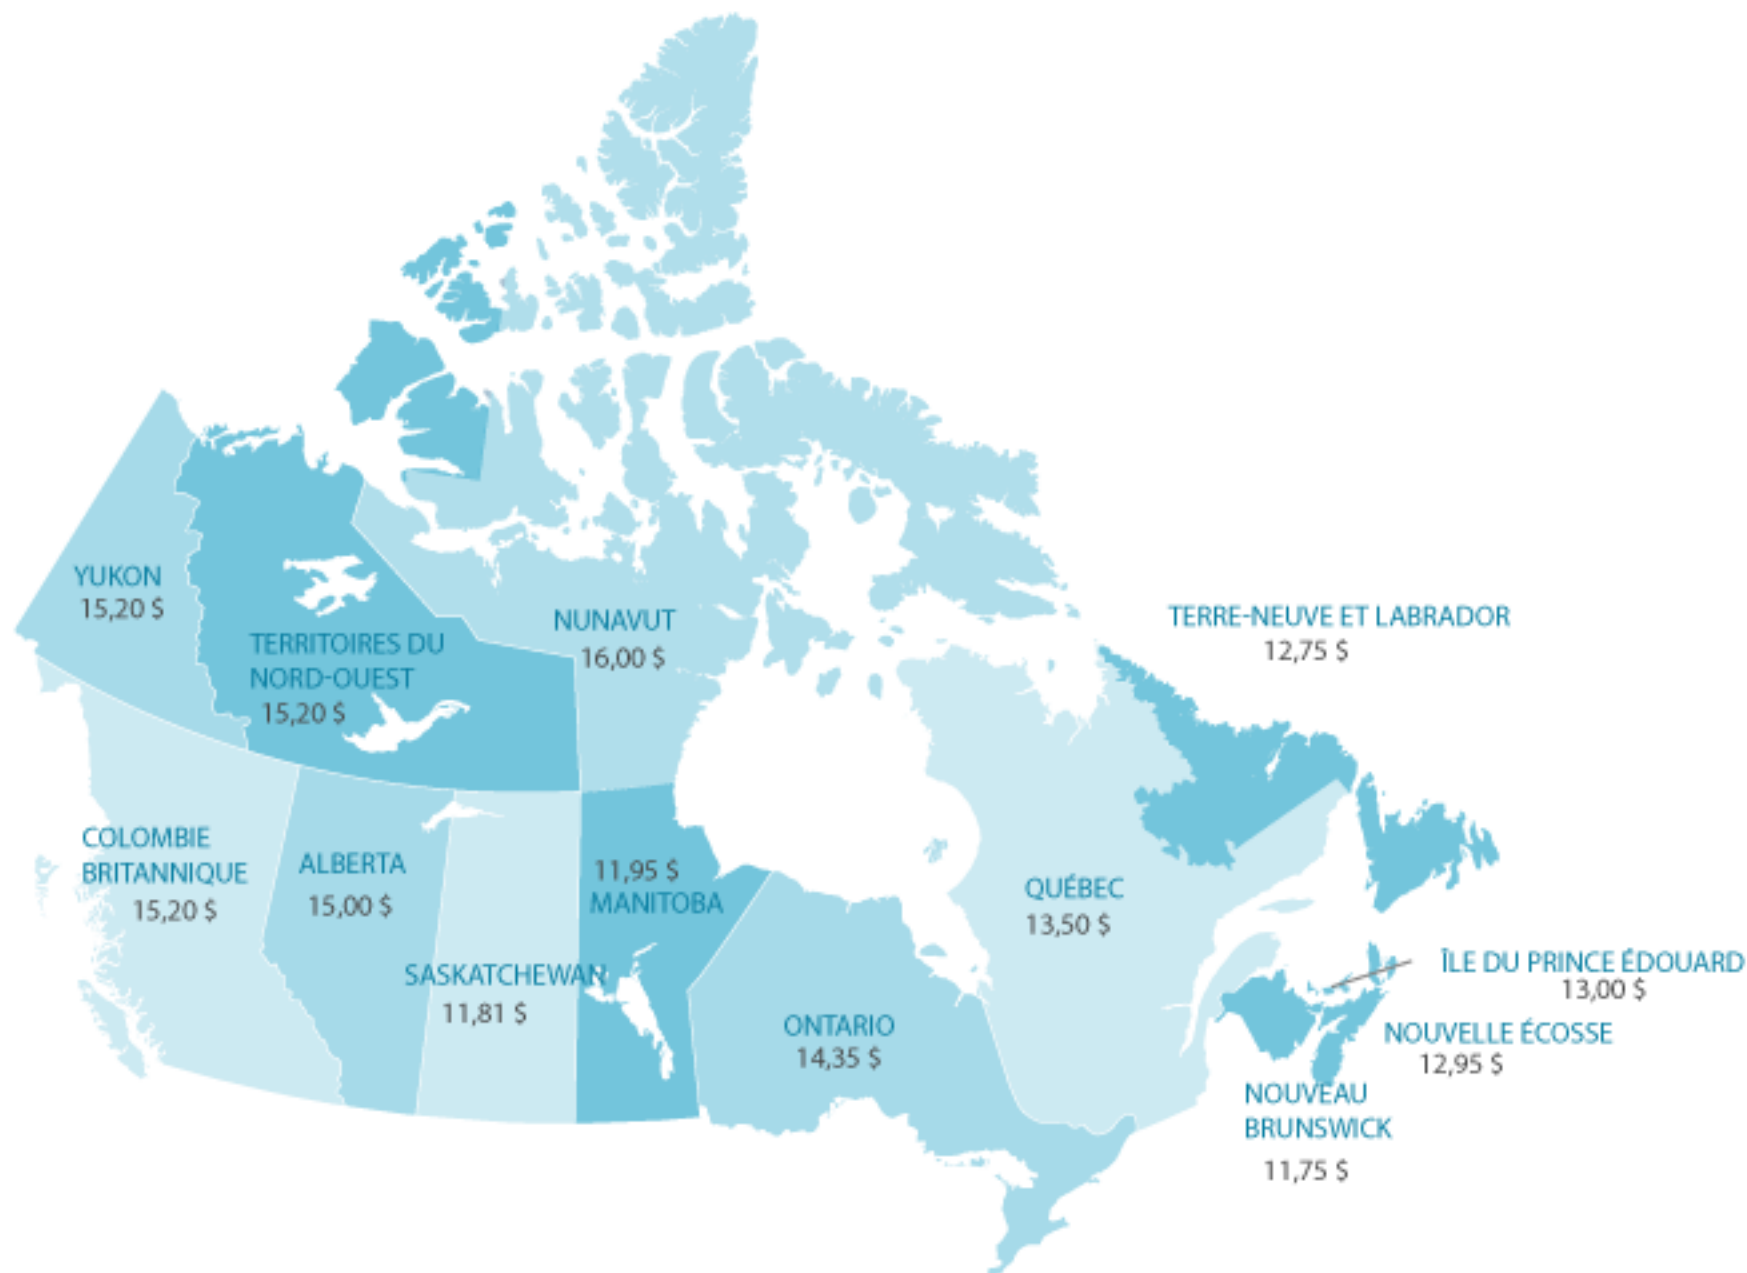 YUKON
15,20 $
TERRITOIRES DU
NORD-OUEST
15,20 $
NUNAVUT
16,00 $
TERRE-NEUVE ET LABRADOR
12,75 $
COLOMBIE
BRITANNIQUE
15,20 $
ALBERTA
15,00 $
SASKATCHEWAN
11,81 $
11,95 $
MANITOBA
ONTARIO
14,35 $
QUÉBEC
13,50 $
ÎLE DU PRINCE ÉDOUARD
13,00 $
NOUVELLE ÉCOSSE
12,95 $
NOUVEAU
BRUNSWICK
11,75 $